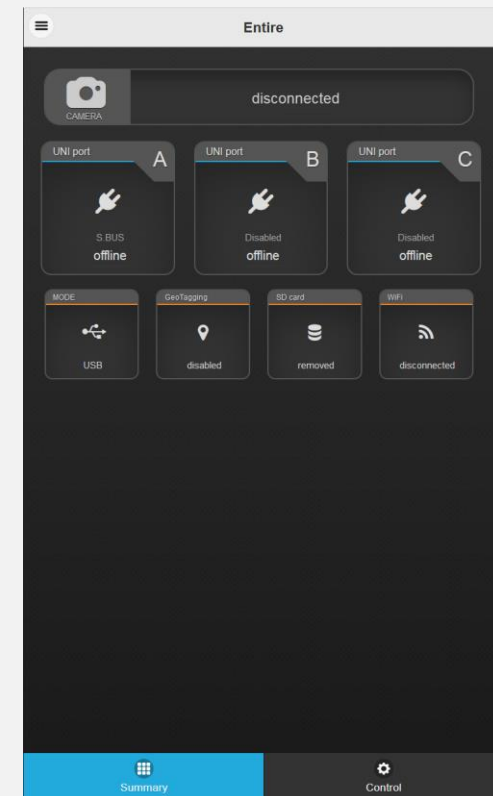 Entire
CAMERA
disconnected
UNI port
A
S.BUS
offline
UNI port
B
Disabled
offline
UNI port
C
Disabled
offline
MODE
USB
GeoTagging
disabled
SD card
removed
WiFi
disconnected
Summary
Control